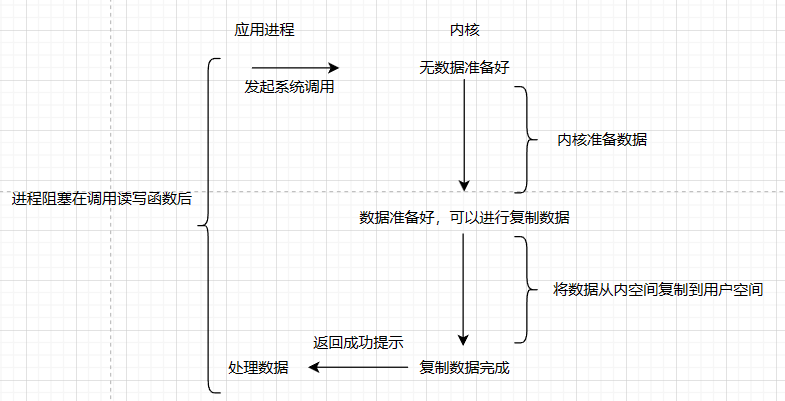 应用进程
内核
无数据准备好
发起系统调用
内核准备数据
进程阻塞在调用读写函数后
数据准备好，可以进行复制数据
将数据从内空间复制到用户空间
返回成功提示
处理数据
复制数据完成